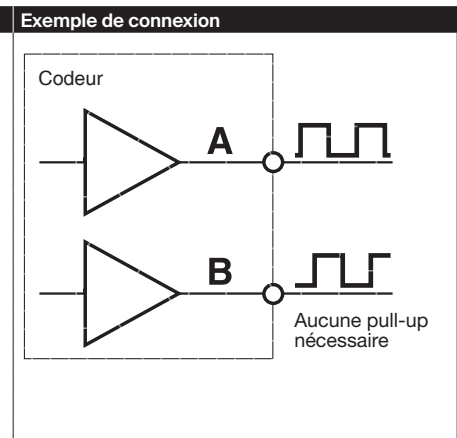 Exemple de connexion
Codeur
A
B
Aucune pull-up
nécessaire